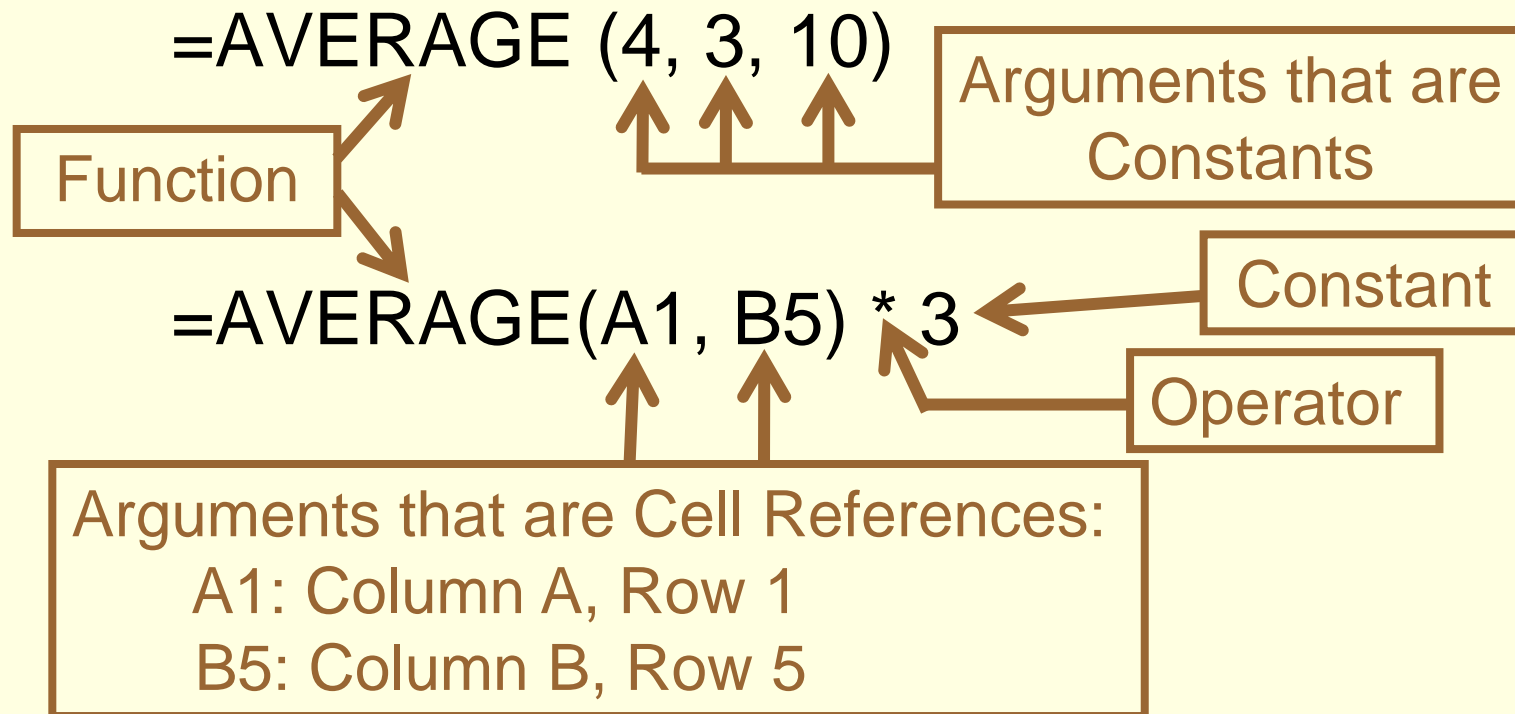 =AVERAGE (4, 3, 10)
Arguments that are
Constants
Function
=AVERAGE(A1, B5) * 3
Constant
Operator
Arguments that are Cell References:
A1: Column A, Row 1
B5: Column B, Row 5